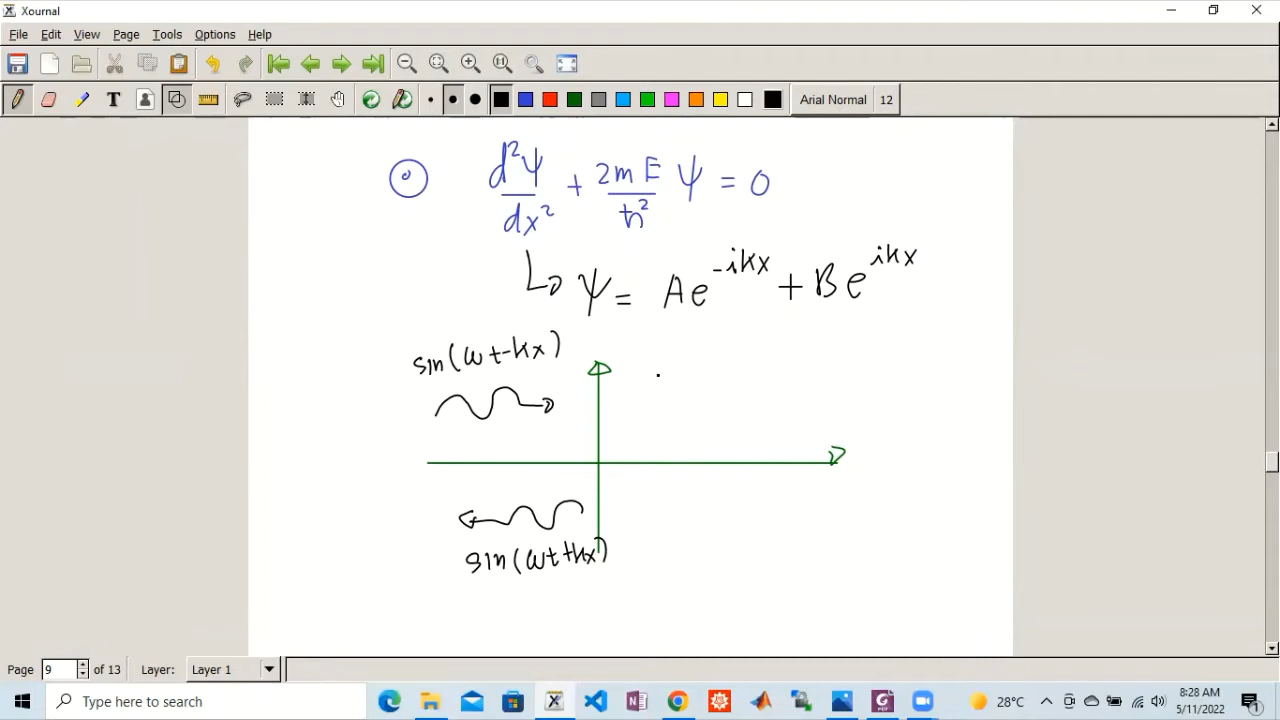 Xournal
File Edit View Page Tools Options Help
Arial Normal 12
d²ψ/dx² + 2mE/ħ² ψ = 0
↳ ψ = Ae^{-ikx} + Be^{ikx}
sin(ωt-kx)
sin(ωt+kx)
Page 9 of 13 Layer: Layer 1
Type here to search
28°C
8:28 AM
5/11/2022